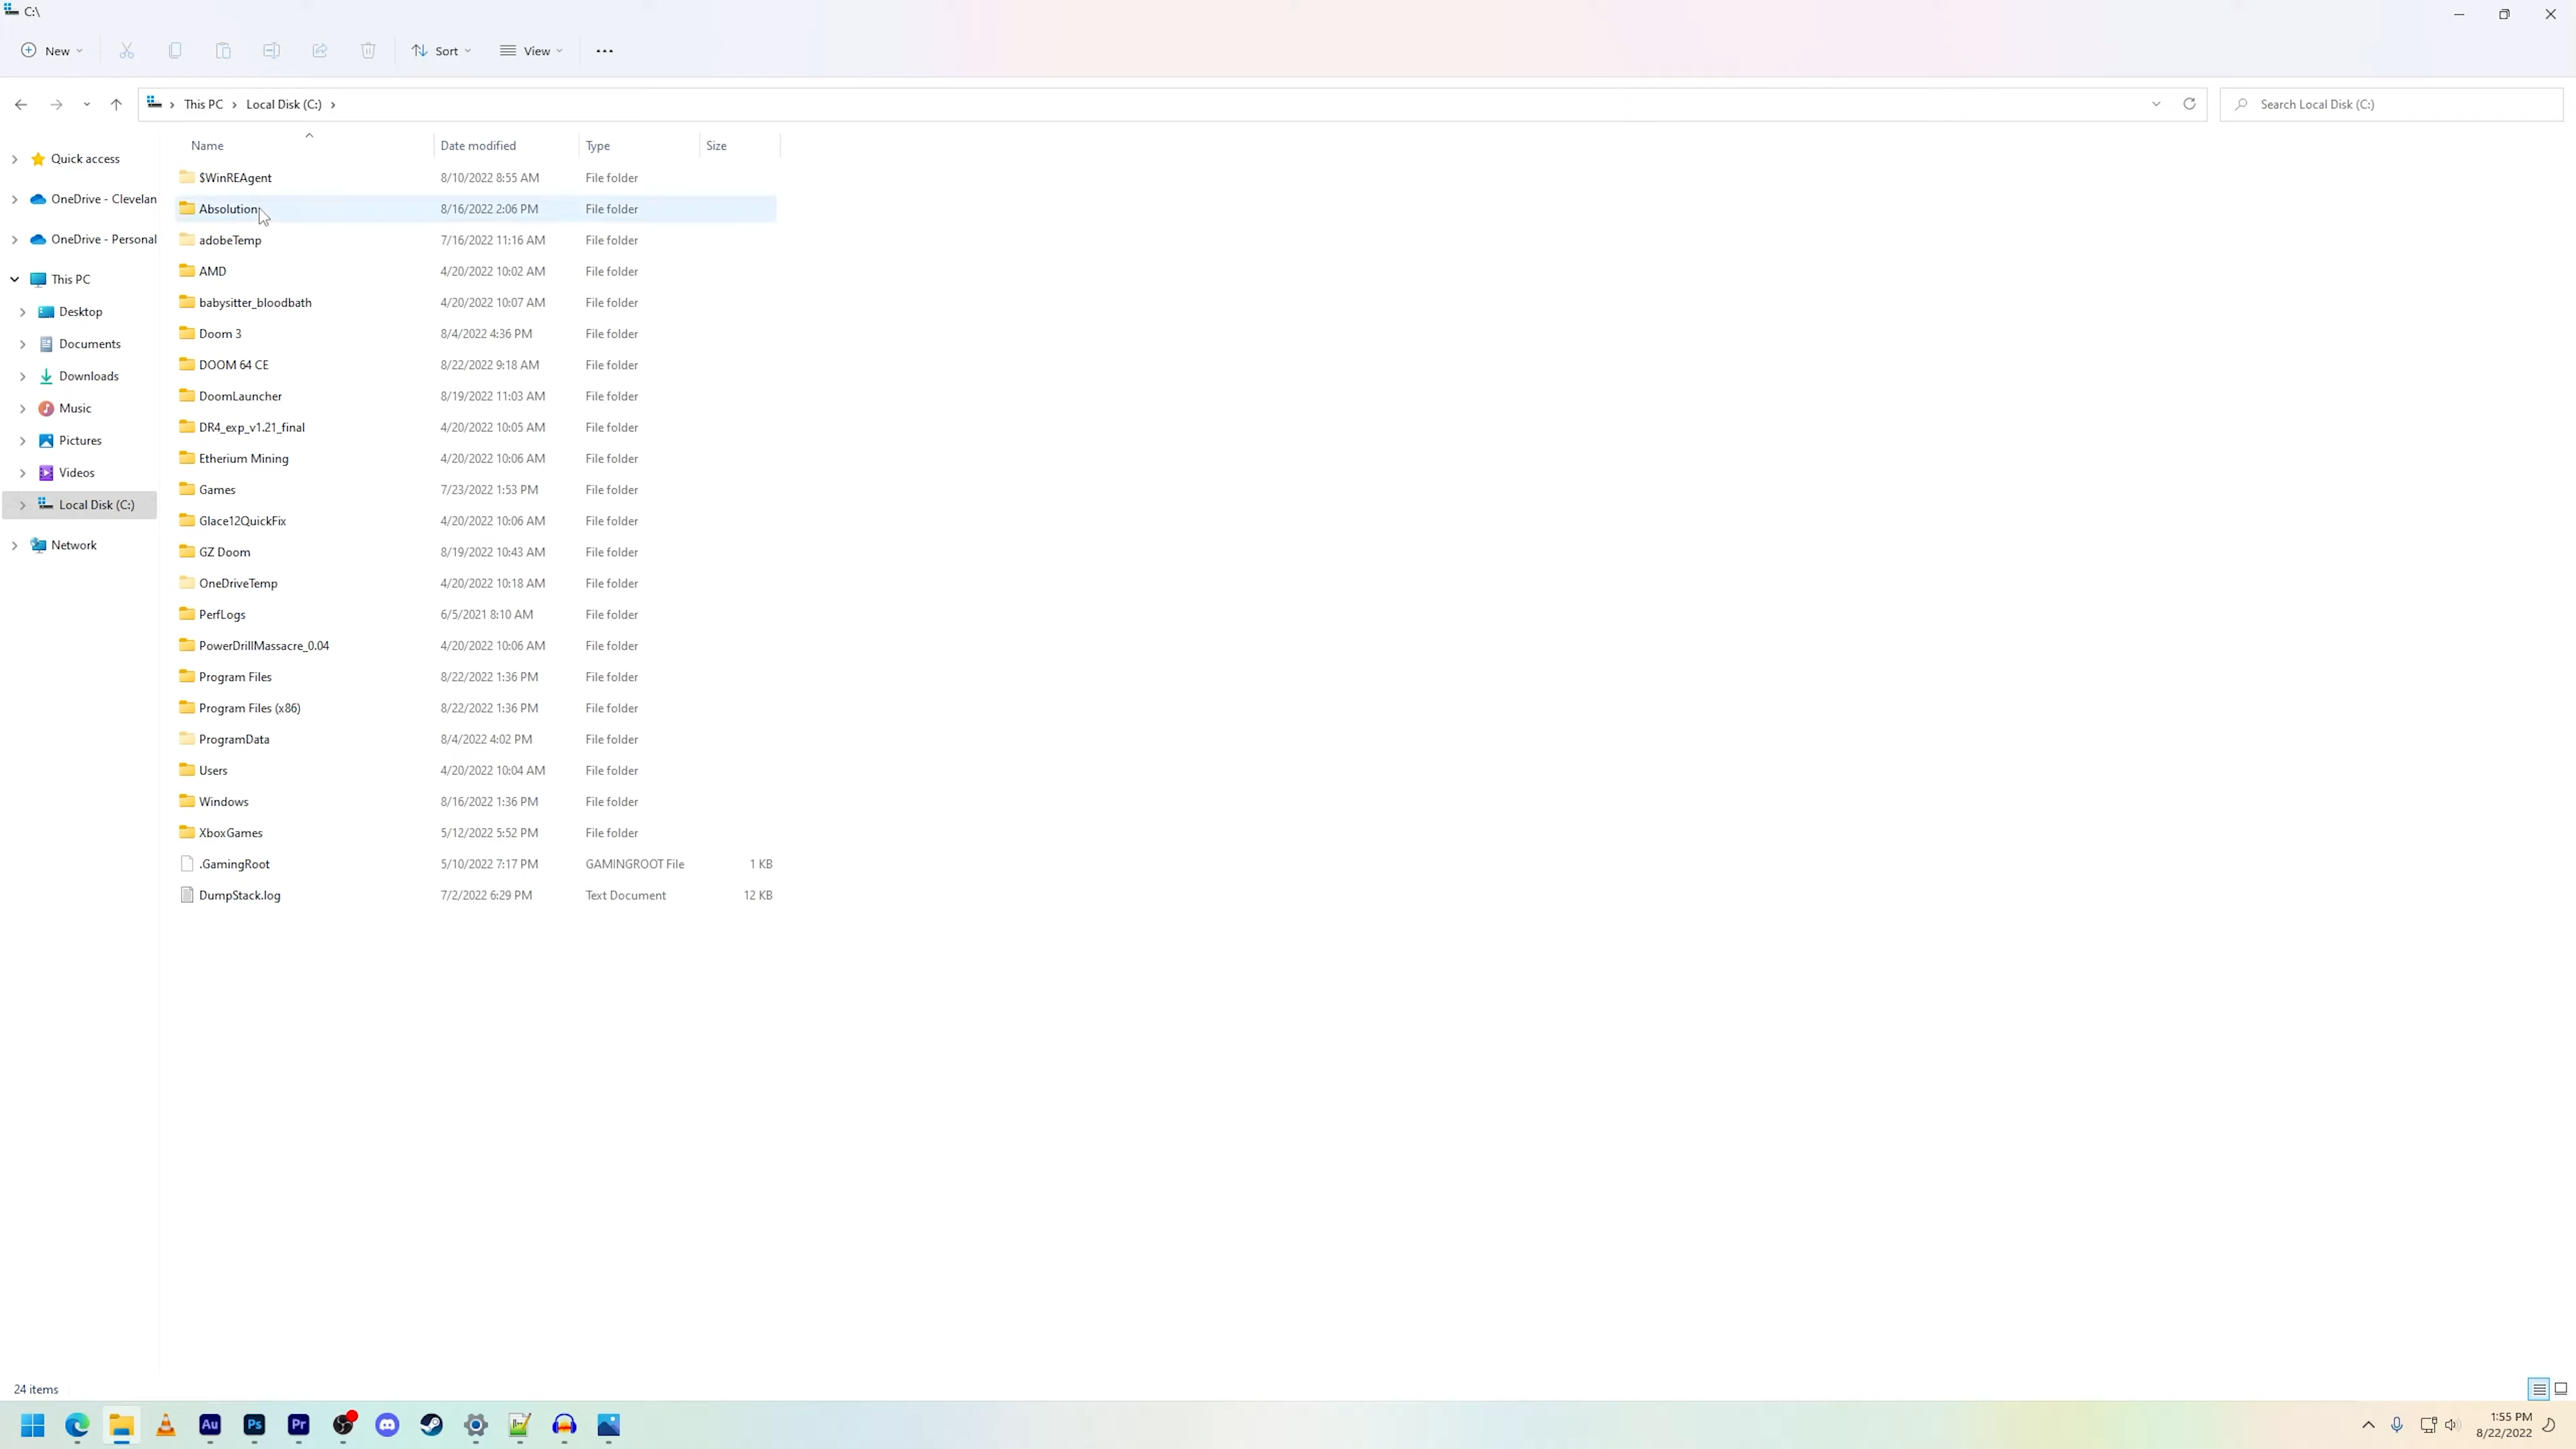 C:\
New Sort View
This PC Local Disk (C:) Search Local Disk (C:)
Name Date modified Type Size
Quick access
OneDrive - Clevelan
OneDrive - Personal
This PC
Desktop
Documents
Downloads
Music
Pictures
Videos
Local Disk (C:)
Network
$WinREAgent 8/10/2022 8:55 AM File folder
Absolution 8/16/2022 2:06 PM File folder
adobeTemp 7/16/2022 11:16 AM File folder
AMD 4/20/2022 10:02 AM File folder
babysitter_bloodbath 4/20/2022 10:07 AM File folder
Doom 3 8/4/2022 4:36 PM File folder
DOOM 64 CE 8/22/2022 9:18 AM File folder
DoomLauncher 8/19/2022 11:03 AM File folder
DR4_exp_v1.21_final 4/20/2022 10:05 AM File folder
Etherium Mining 4/20/2022 10:06 AM File folder
Games 7/23/2022 1:53 PM File folder
Glace12QuickFix 4/20/2022 10:06 AM File folder
GZ Doom 8/19/2022 10:43 AM File folder
OneDriveTemp 4/20/2022 10:18 AM File folder
PerfLogs 6/5/2021 8:10 AM File folder
PowerDrillMassacre_0.04 4/20/2022 10:06 AM File folder
Program Files 8/22/2022 1:36 PM File folder
Program Files (x86) 8/22/2022 1:36 PM File folder
ProgramData 8/4/2022 4:02 PM File folder
Users 4/20/2022 10:04 AM File folder
Windows 8/16/2022 1:36 PM File folder
XboxGames 5/12/2022 5:52 PM File folder
.GamingRoot 5/10/2022 7:17 PM GAMINGROOT File 1 KB
DumpStack.log 7/2/2022 6:29 PM Text Document 12 KB
24 items
Au Ps Pr
1:55 PM
8/22/2022